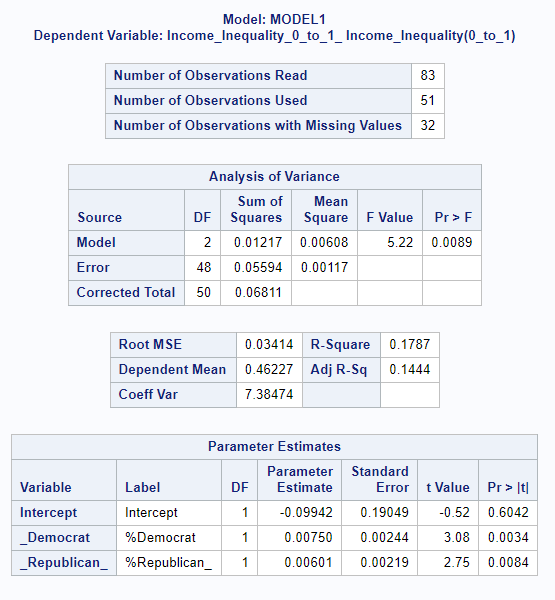 Model: MODEL1
Dependent Variable: Income_Inequality_0_to_1_ Income_Inequality(0_to_1)
Number of Observations Read 83
Number of Observations Used 51
Number of Observations with Missing Values 32
Analysis of Variance
Source DF Sum of Squares Mean Square F Value Pr > F
Model 2 0.01217 0.00608 5.22 0.0089
Error 48 0.05594 0.00117
Corrected Total 50 0.06811
Root MSE 0.03414 R-Square 0.1787
Dependent Mean 0.46227 Adj R-Sq 0.1444
Coeff Var 7.38474
Parameter Estimates
Variable Label DF Parameter Estimate Standard Error t Value Pr > |t|
Intercept Intercept 1 -0.09942 0.19049 -0.52 0.6042
_Democrat %Democrat 1 0.00750 0.00244 3.08 0.0034
_Republican_ %Republican_ 1 0.00601 0.00219 2.75 0.0084